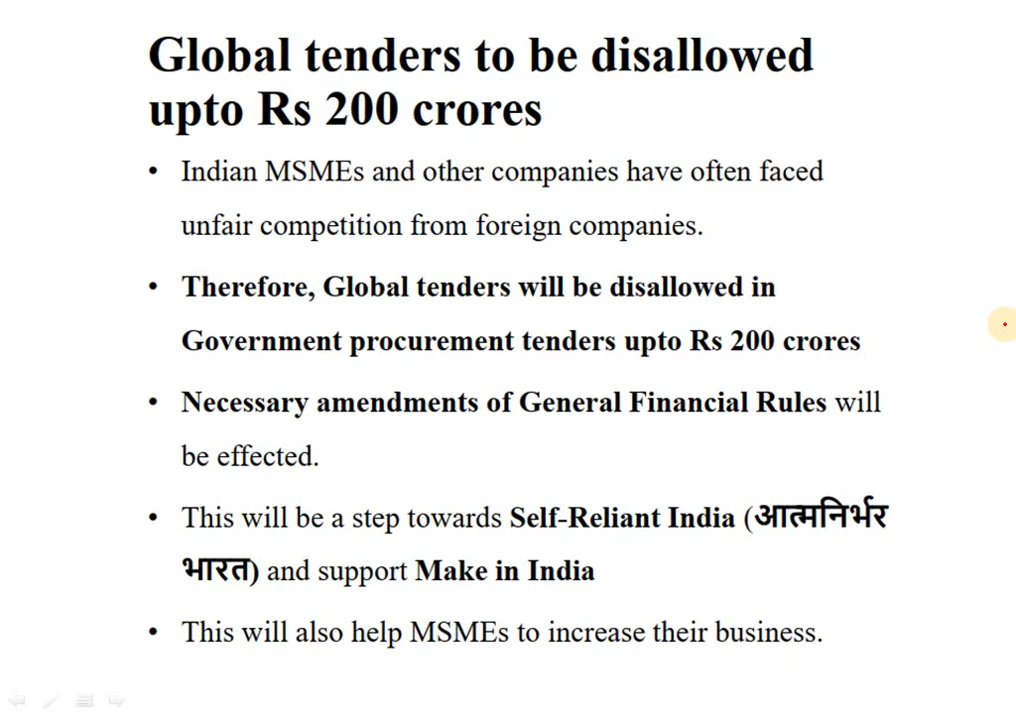 Global tenders to be disallowed
upto Rs 200 crores
• Indian MSMEs and other companies have often faced
unfair competition from foreign companies.
• Therefore, Global tenders will be disallowed in
Government procurement tenders upto Rs 200 crores
• Necessary amendments of General Financial Rules will
be effected.
• This will be a step towards Self-Reliant India (आत्मनिर्भर
भारत) and support Make in India
• This will also help MSMEs to increase their business.